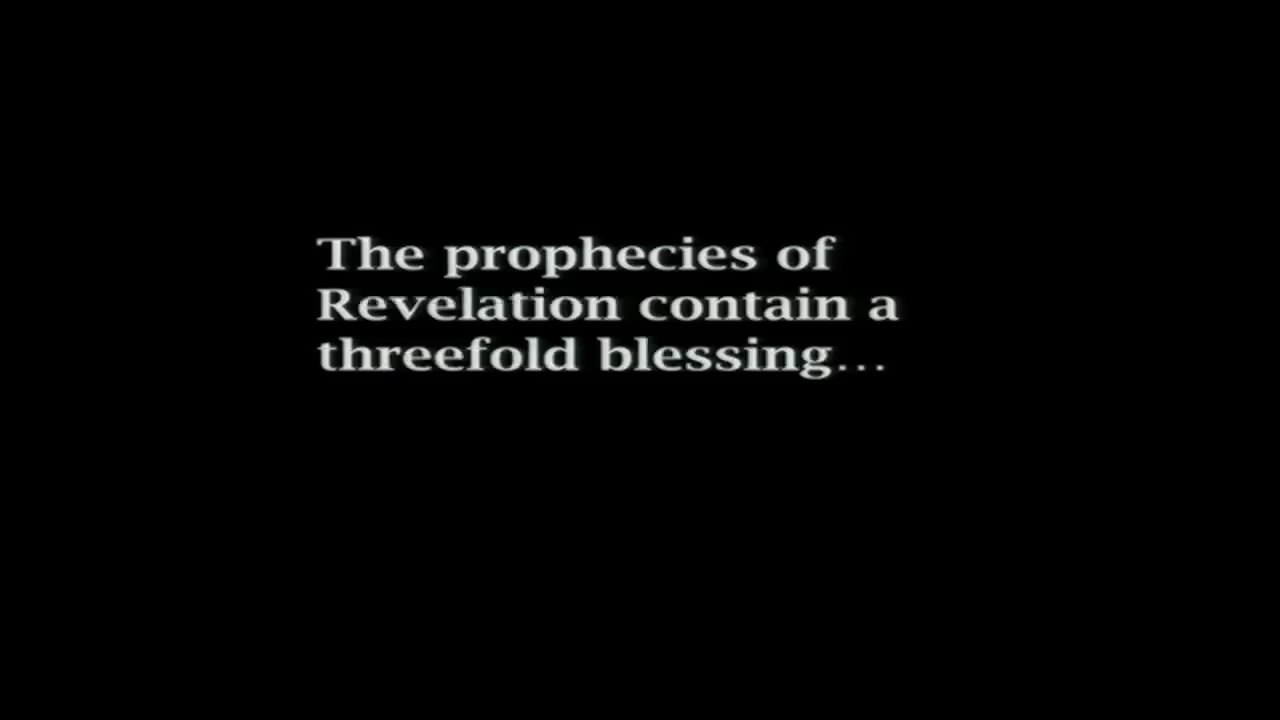 The prophecies of
Revelation contain a
threefold blessing...